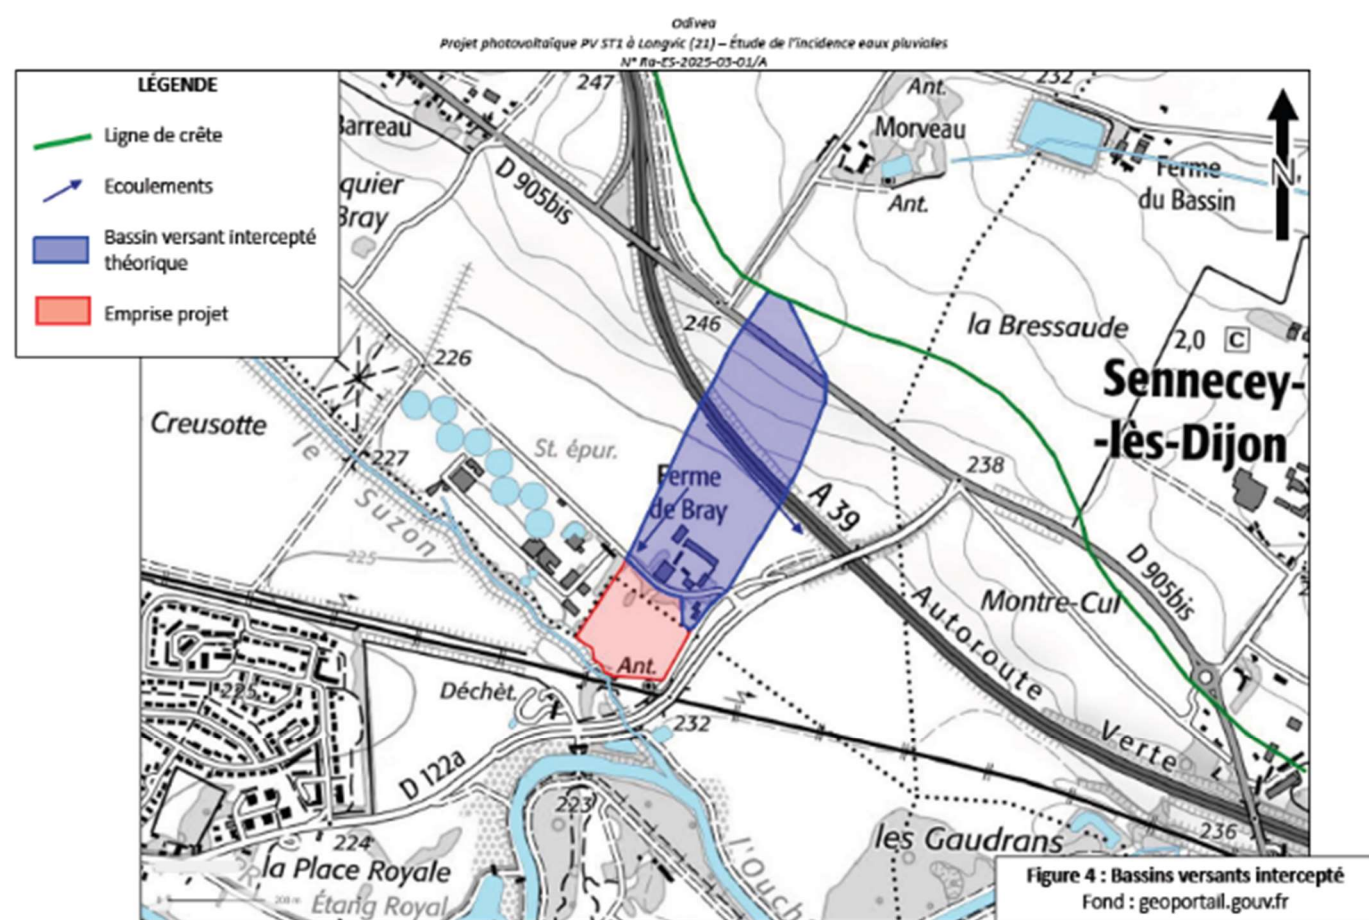 Odivea
Projet photovoltaïque PV ST1 à Longvic (21) – Étude de l'incidence eaux pluviales
N° Ra-ES-2025-03-01/A
LÉGENDE
Ligne de crête
Ecoulements
Bassin versant intercepté
théorique
Emprise projet
247
232
Ant.
Barreau
Morveau
D 905bis
Ferme
du Bassin
N
quier
Bray
Ant.
246
la Bressaude
2,0 C
226
Sennecey-
-lès-Dijon
Creusotte
St. épur.
le Suzon
227
238
Ferme
de Bray
A 39
225
D 905bis
Autoroute Verte
Montre-Cul
Ant.
225
Déchèt.
232
D 122a
223
224
les Gaudrans
236
la Place Royale
l'Ouche
Étang Royal
200 m
Figure 4 : Bassins versants intercepté
Fond : geoportail.gouv.fr